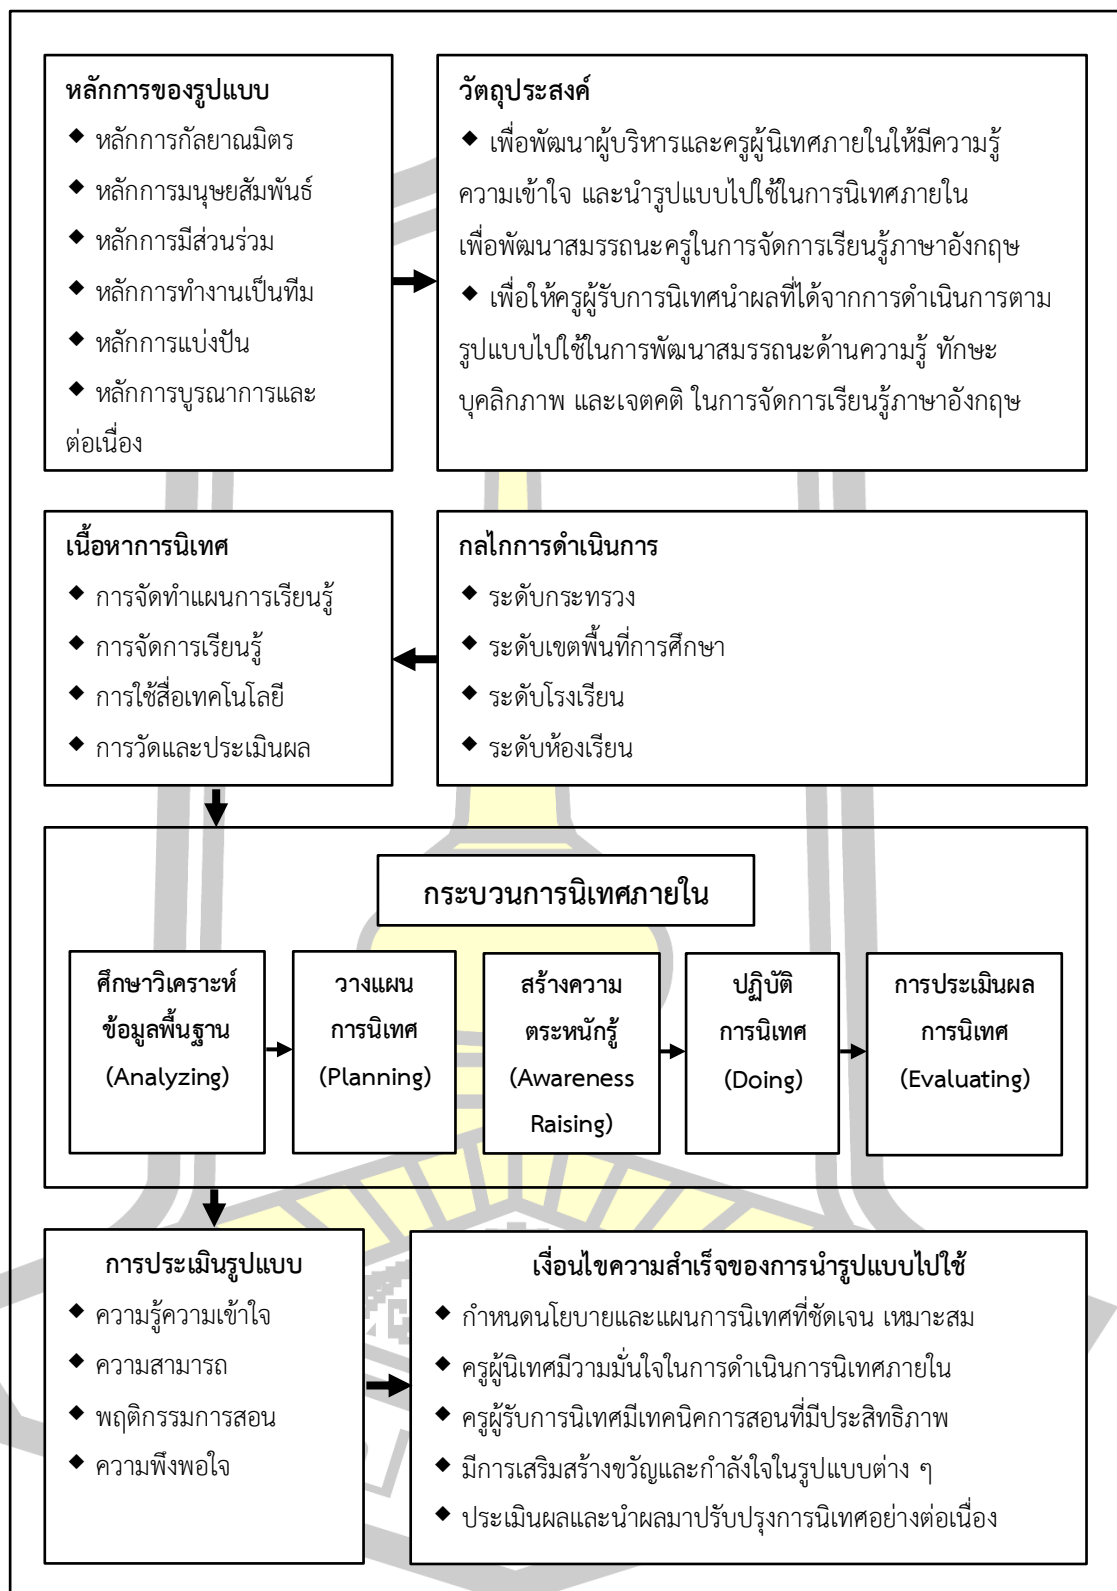 หลักการของรูปแบบ
◆ หลักการกัลยาณมิตร
◆ หลักการมนุษยสัมพันธ์
◆ หลักการมีส่วนร่วม
◆ หลักการทำงานเป็นทีม
◆ หลักการแบ่งปัน
◆ หลักการบูรณาการและ
ต่อเนื่อง
วัตถุประสงค์
◆ เพื่อพัฒนาผู้บริหารและครูผู้นิเทศภายในให้มีความรู้
ความเข้าใจ และนำรูปแบบไปใช้ในการนิเทศภายใน
เพื่อพัฒนาสมรรถนะครูในการจัดการเรียนรู้ภาษาอังกฤษ
◆ เพื่อให้ครูผู้รับการนิเทศนำผลที่ได้จากการดำเนินการตาม
รูปแบบไปใช้ในการพัฒนาสมรรถนะด้านความรู้ ทักษะ
บุคลิกภาพ และเจตคติ ในการจัดการเรียนรู้ภาษาอังกฤษ
เนื้อหาการนิเทศ
◆ การจัดทำแผนการเรียนรู้
◆ การจัดการเรียนรู้
◆ การใช้สื่อเทคโนโลยี
◆ การวัดและประเมินผล
กลไกการดำเนินการ
◆ ระดับกระทรวง
◆ ระดับเขตพื้นที่การศึกษา
◆ ระดับโรงเรียน
◆ ระดับห้องเรียน
กระบวนการนิเทศภายใน
ศึกษาวิเคราะห์
ข้อมูลพื้นฐาน
(Analyzing)
วางแผน
การนิเทศ
(Planning)
สร้างความ
ตระหนักรู้
(Awareness
Raising)
ปฏิบัติ
การนิเทศ
(Doing)
การประเมินผล
การนิเทศ
(Evaluating)
การประเมินรูปแบบ
◆ ความรู้ความเข้าใจ
◆ ความสามารถ
◆ พฤติกรรมการสอน
◆ ความพึงพอใจ
เงื่อนไขความสำเร็จของการนำรูปแบบไปใช้
◆ กำหนดนโยบายและแผนการนิเทศที่ชัดเจน เหมาะสม
◆ ครูผู้นิเทศมีวามมั่นใจในการดำเนินการนิเทศภายใน
◆ ครูผู้รับการนิเทศมีเทคนิคการสอนที่มีประสิทธิภาพ
◆ มีการเสริมสร้างขวัญและกำลังใจในรูปแบบต่าง ๆ
◆ ประเมินผลและนำผลมาปรับปรุงการนิเทศอย่างต่อเนื่อง